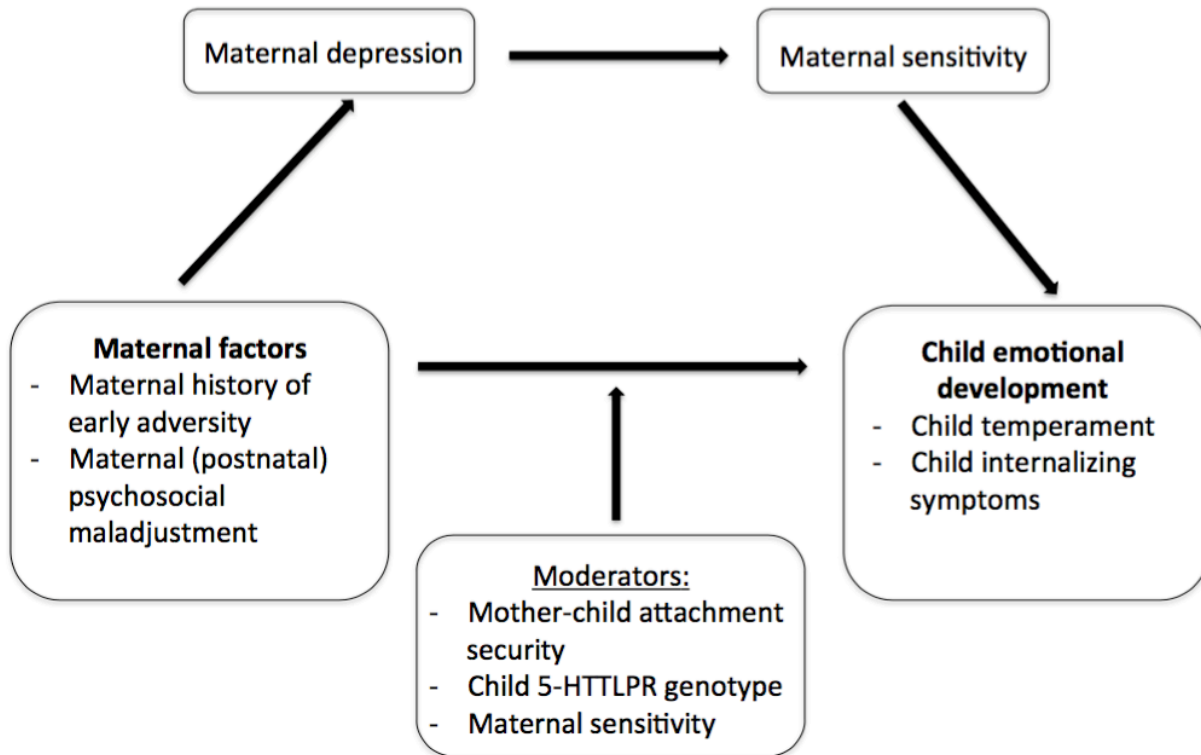 Maternal depression
Maternal sensitivity
Maternal factors
- Maternal history of
early adversity
- Maternal (postnatal)
psychosocial
maladjustment
Child emotional
development
- Child temperament
- Child internalizing
symptoms
Moderators:
- Mother-child attachment
security
- Child 5-HTTLPR genotype
- Maternal sensitivity